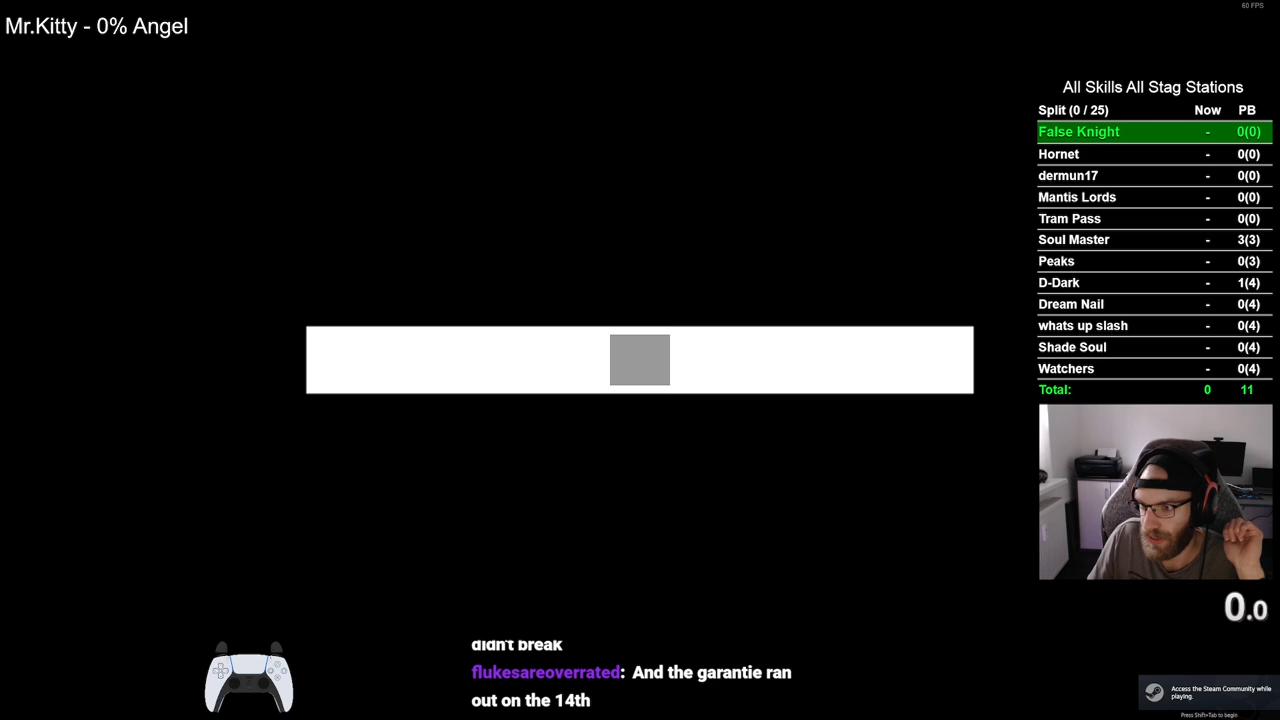 60 FPS
Mr.Kitty - 0% Angel
All Skills All Stag Stations
Split (0 / 25) Now PB
False Knight - 0(0)
Hornet - 0(0)
dermun17 - 0(0)
Mantis Lords - 0(0)
Tram Pass - 0(0)
Soul Master - 3(3)
Peaks - 0(3)
D-Dark - 1(4)
Dream Nail - 0(4)
whats up slash - 0(4)
Shade Soul - 0(4)
Watchers - 0(4)
Total: 0 11
0.0
didn't break
flukesareoverrated: And the garantie ran
out on the 14th
Access the Steam Community while
playing.
Press Shift+Tab to begin